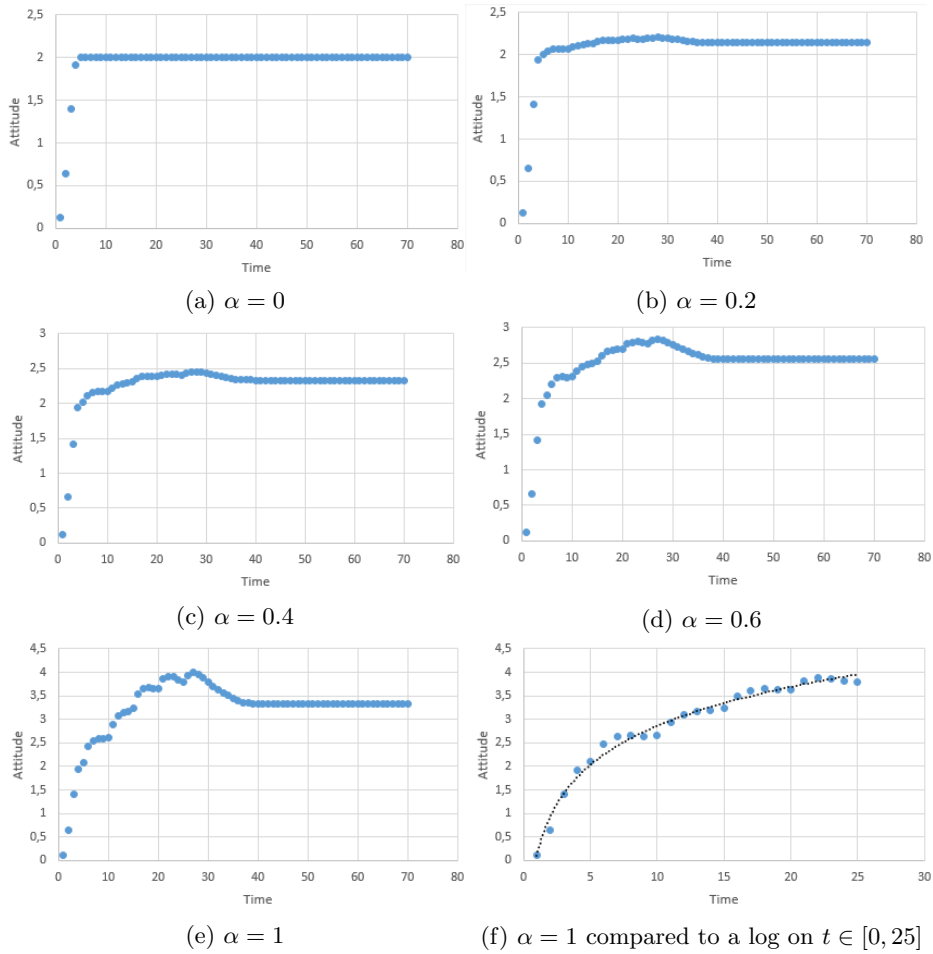 2,5
2
1,5
1
0,5
0
Attitude
0 10 20 30 40 50 60 70 80
Time
(a) α = 0
2,5
2
1,5
1
0,5
0
Attitude
0 10 20 30 40 50 60 70 80
Time
(b) α = 0.2
3
2,5
2
1,5
1
0,5
0
Attitude
0 10 20 30 40 50 60 70 80
Time
(c) α = 0.4
3
2,5
2
1,5
1
0,5
0
Attitude
0 10 20 30 40 50 60 70 80
Time
(d) α = 0.6
4,5
4
3,5
3
2,5
2
1,5
1
0,5
0
Attitude
0 10 20 30 40 50 60 70 80
Time
(e) α = 1
4,5
4
3,5
3
2,5
2
1,5
1
0,5
0
Attitude
0 5 10 15 20 25 30
Time
(f) α = 1 compared to a log on t ∈ [0, 25]